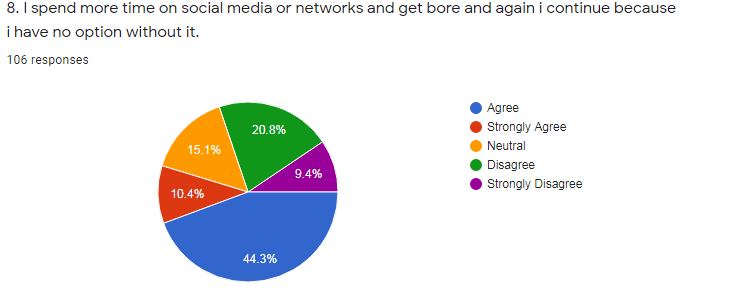 8. I spend more time on social media or networks and get bore and again i continue because
i have no option without it.
106 responses
Agree
Strongly Agree
Neutral
Disagree
Strongly Disagree
20.8%
15.1%
9.4%
10.4%
44.3%